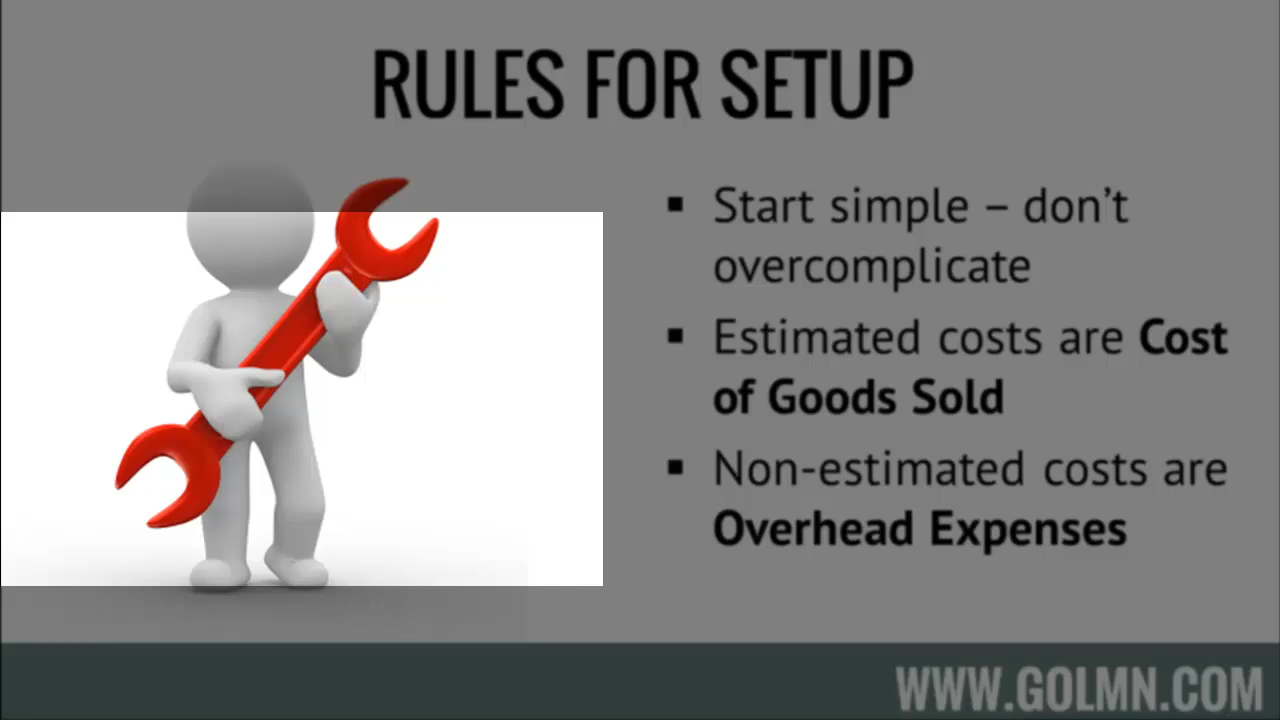 RULES FOR SETUP
▪ Start simple – don’t
overcomplicate
▪ Estimated costs are Cost
of Goods Sold
▪ Non-estimated costs are
Overhead Expenses
WWW.GOLMN.COM